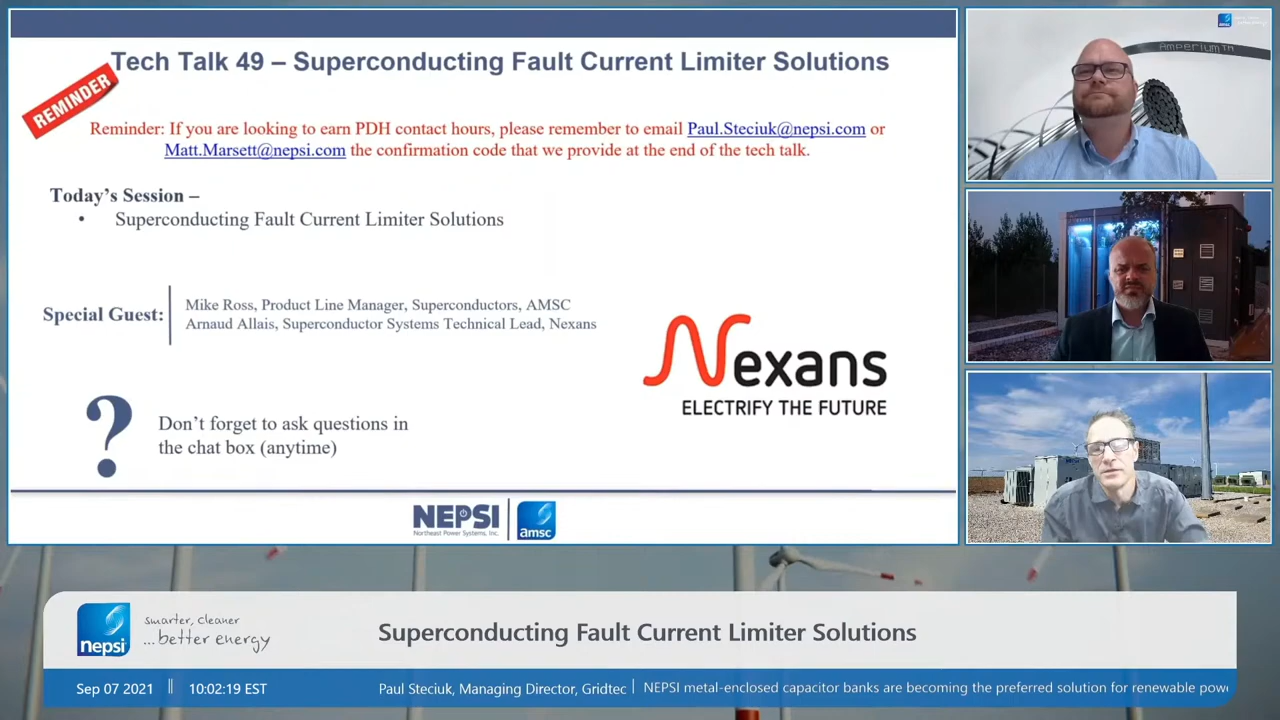 Tech Talk 49 – Superconducting Fault Current Limiter Solutions
REMINDER
Reminder: If you are looking to earn PDH contact hours, please remember to email Paul.Steciuk@nepsi.com or
Matt.Marsett@nepsi.com the confirmation code that we provide at the end of the tech talk.
Today's Session –
• Superconducting Fault Current Limiter Solutions
Special Guest:
Mike Ross, Product Line Manager, Superconductors, AMSC
Arnaud Allais, Superconductor Systems Technical Lead, Nexans
Nexans
ELECTRIFY THE FUTURE
?
Don't forget to ask questions in
the chat box (anytime)
NEPSI
Northeast Power Systems, Inc.
amsc
amsc
Amperium™
nepsi
smarter, cleaner
...better energy
Superconducting Fault Current Limiter Solutions
Sep 07 2021 || 10:02:19 EST
Paul Steciuk, Managing Director, Gridtec | NEPSI metal-enclosed capacitor banks are becoming the preferred solution for renewable pow